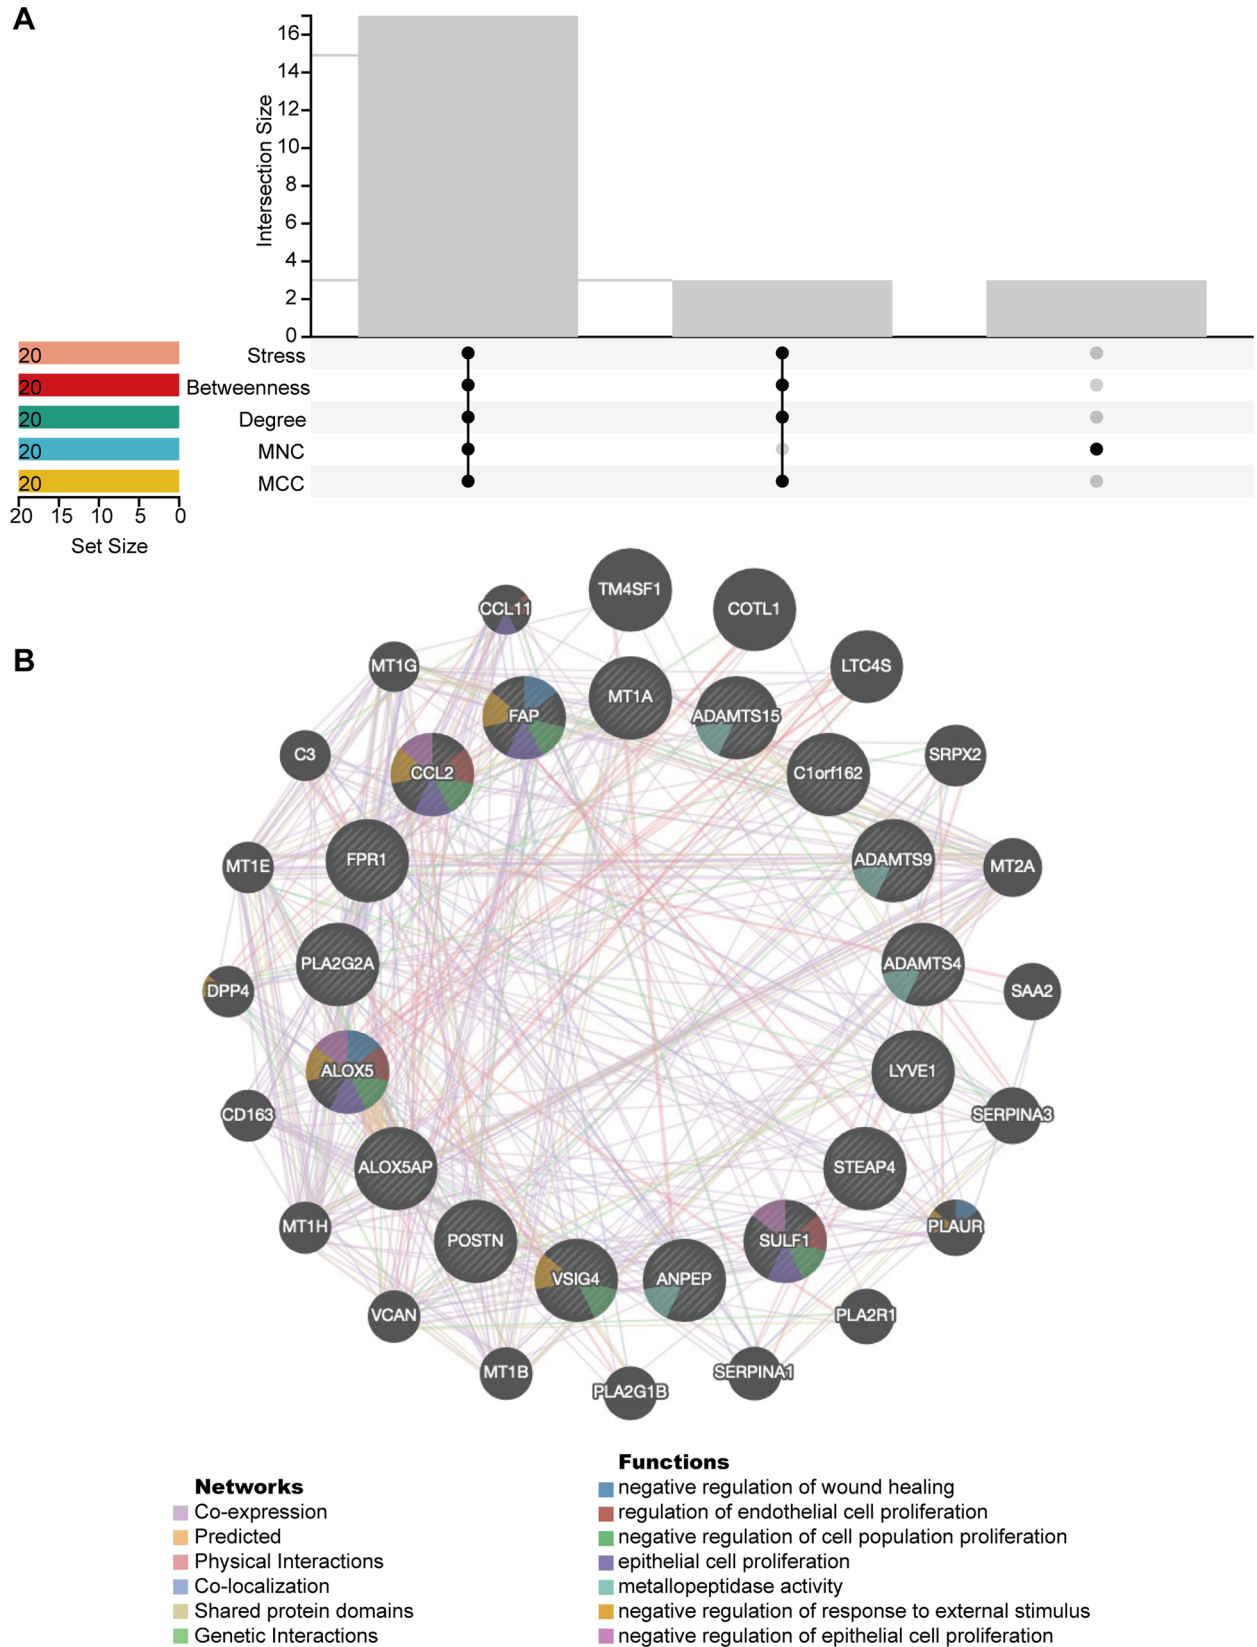 A
Intersection Size
16
14
12
10
8
6
4
2
0
20 Stress
20 Betweenness
20 Degree
20 MNC
20 MCC
20 15 10 5 0
Set Size
B
TM4SF1
CCL11
COTL1
MT1G
LTC4S
MT1A
FAP
ADAMTS15
C3
CCL2
C1orf162
SRPX2
MT1E
FPR1
ADAMTS9
MT2A
PLA2G2A
ADAMTS4
DPP4
SAA2
ALOX5
LYVE1
CD163
SERPINA3
ALOX5AP
STEAP4
MT1H
POSTN
SULF1
PLAUR
VSIG4
ANPEP
VCAN
PLA2R1
MT1B
SERPINA1
PLA2G1B
Networks
Co-expression
Predicted
Physical Interactions
Co-localization
Shared protein domains
Genetic Interactions
Functions
negative regulation of wound healing
regulation of endothelial cell proliferation
negative regulation of cell population proliferation
epithelial cell proliferation
metallopeptidase activity
negative regulation of response to external stimulus
negative regulation of epithelial cell proliferation